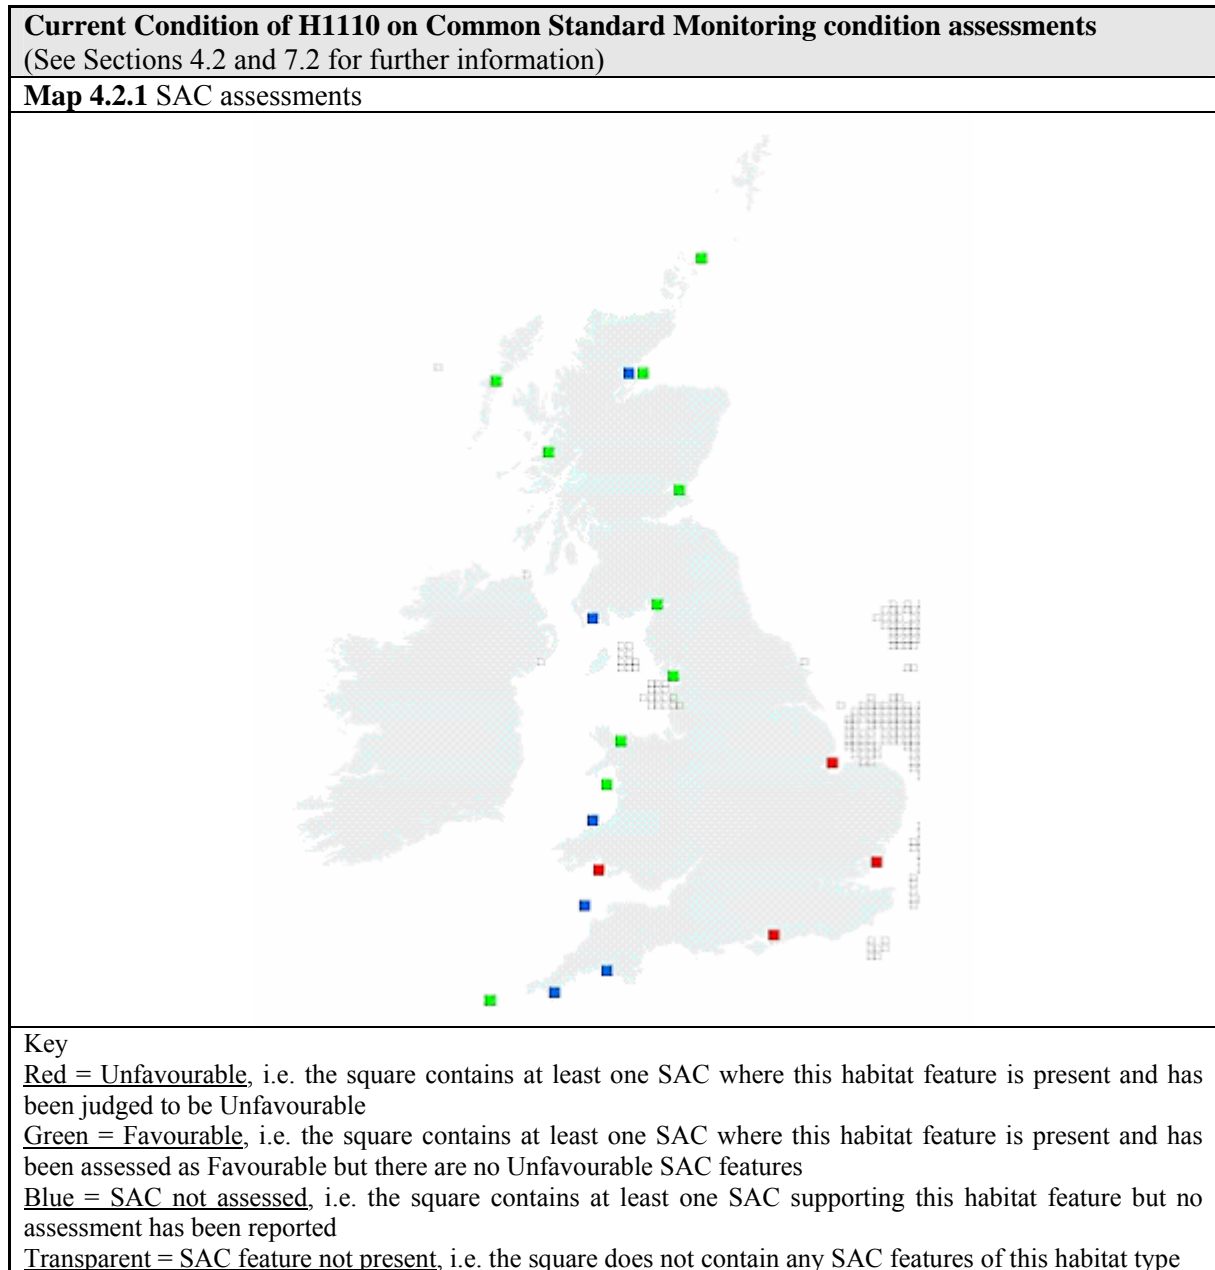 Current Condition of H1110 on Common Standard Monitoring condition assessments
(See Sections 4.2 and 7.2 for further information)
Map 4.2.1 SAC assessments
Key
Red = Unfavourable, i.e. the square contains at least one SAC where this habitat feature is present and has
been judged to be Unfavourable
Green = Favourable, i.e. the square contains at least one SAC where this habitat feature is present and has
been assessed as Favourable but there are no Unfavourable SAC features
Blue = SAC not assessed, i.e. the square contains at least one SAC supporting this habitat feature but no
assessment has been reported
Transparent = SAC feature not present, i.e. the square does not contain any SAC features of this habitat type